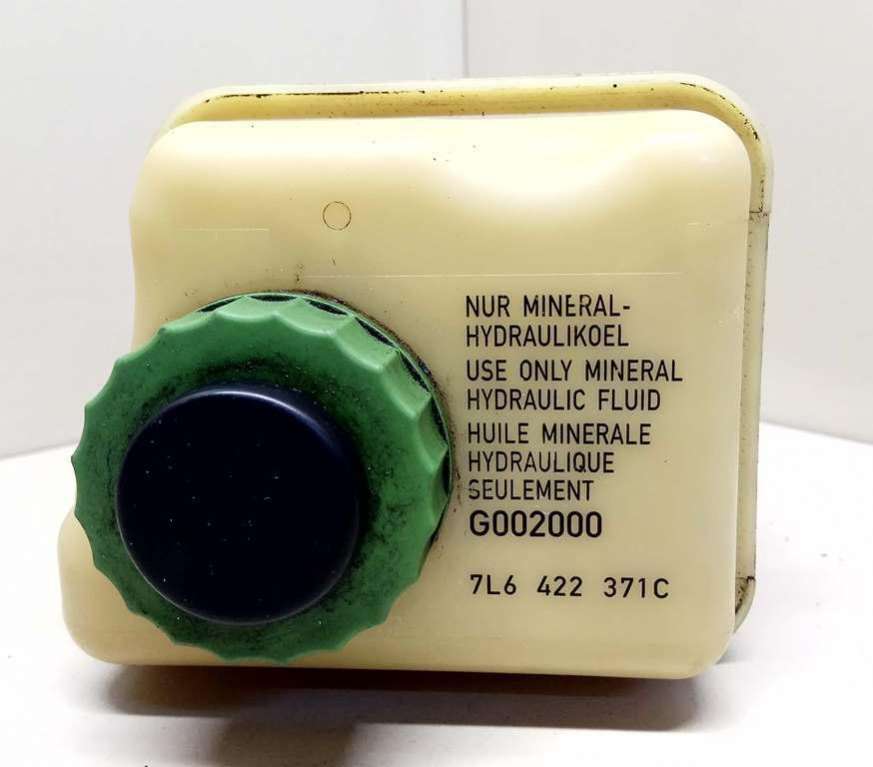 NUR MINERAL-
HYDRAULIKOEL
USE ONLY MINERAL
HYDRAULIC FLUID
HUILE MINERALE
HYDRAULIQUE
SEULEMENT
G002000
7L6 422 371C